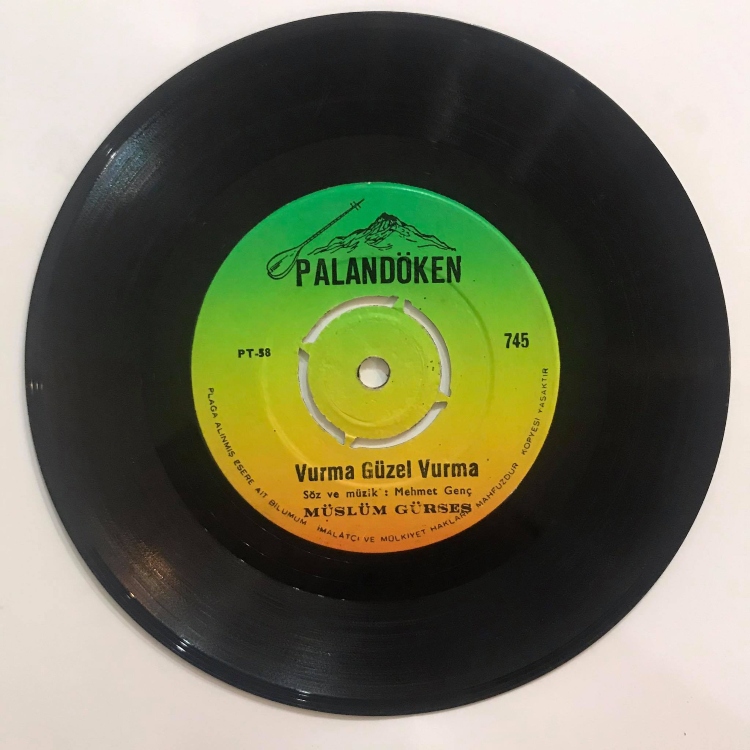 PALANDÖKEN
PT-58
745
Vurma Güzel Vurma
Söz ve müzik : Mehmet Genç
MÜSLÜM GÜRSES
PLAĞA ALINMIŞ ESERE AİT BİLUMUM İMALATÇI VE MÜLKİYET HAKLARI MAHFUZDUR KOPYESİ YASAKTIR